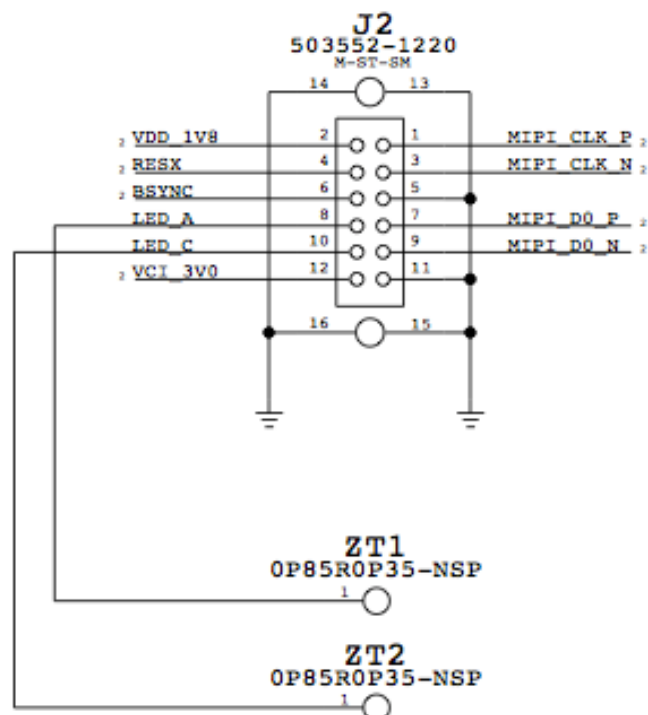 J2
503552-1220
M-ST-SM
14 13
2 VDD_1V8 2 1 MIPI_CLK_P 2
2 RESX 4 3 MIPI_CLK_N 2
2 BSYNC 6 5
LED_A 8 7 MIPI_D0_P 2
LED_C 10 9 MIPI_D0_N 2
2 VCI_3V0 12 11
16 15
ZT1
0P85R0P35-NSP
1
ZT2
0P85R0P35-NSP
1